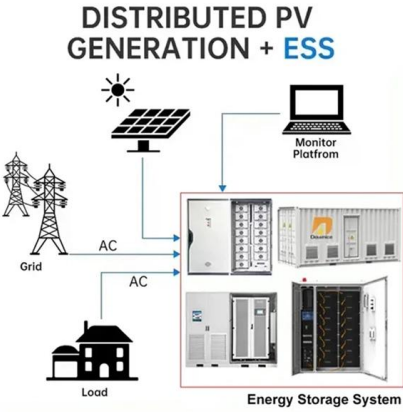 DISTRIBUTED PV
GENERATION + ESS
Monitor
Platfrom
AC
Grid
AC
Load
Energy Storage System